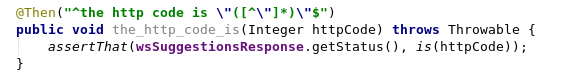 @Then("^the http code is \"([^\"]*)\"$")
public void the_http_code_is(Integer httpCode) throws Throwable {
    assertThat(wsSuggestionsResponse.getStatus(), is(httpCode));
}